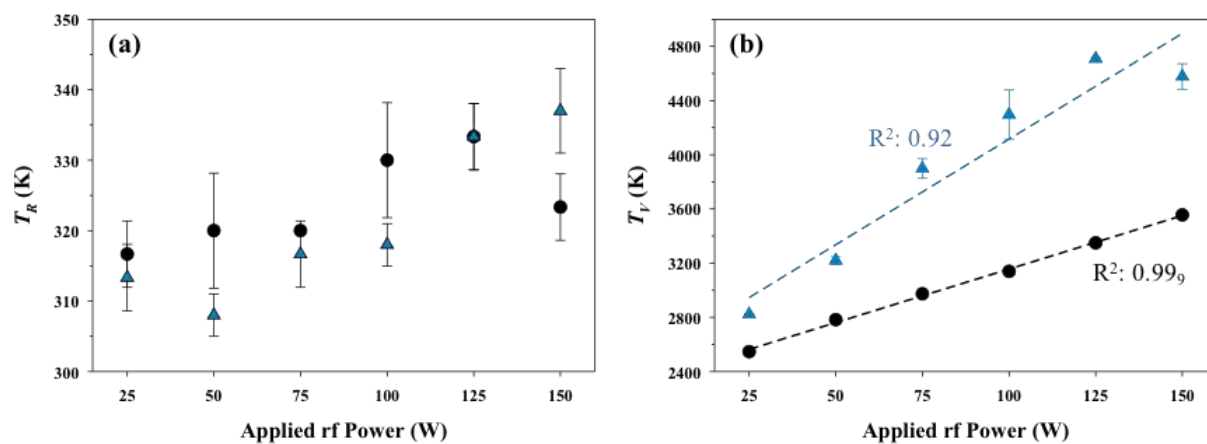 (a)
350
340
330
320
310
300
T_R (K)
25 50 75 100 125 150
Applied rf Power (W)
(b)
4800
4400
4000
3600
3200
2800
2400
T_V (K)
R²: 0.92
R²: 0.99₉
25 50 75 100 125 150
Applied rf Power (W)